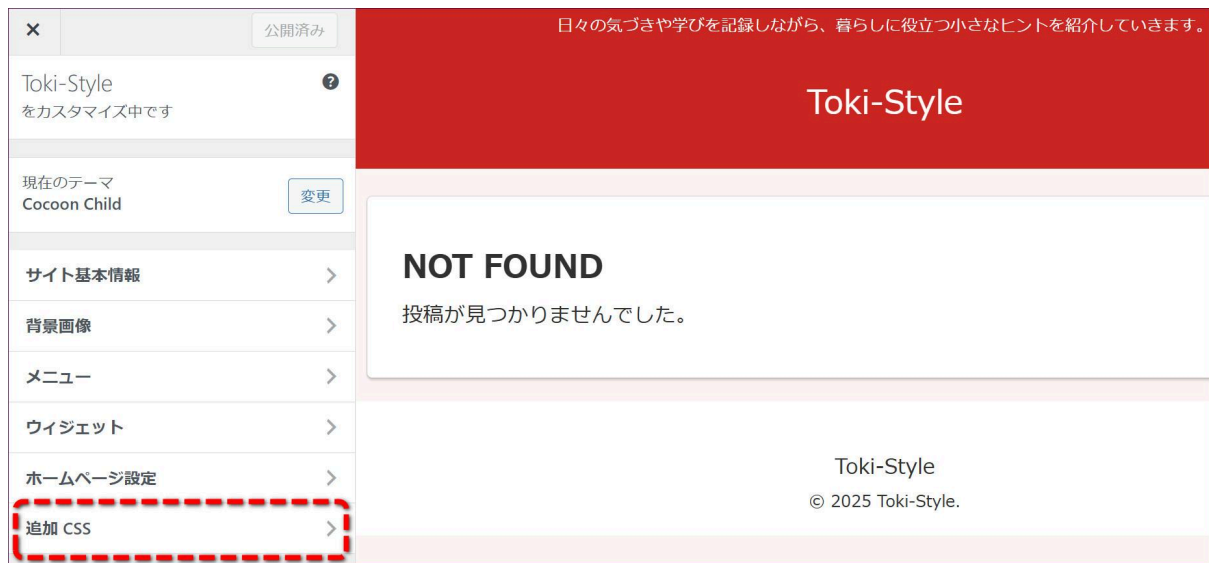 公開済み
Toki-Style
をカスタマイズ中です
現在のテーマ
Cocoon Child
変更
サイト基本情報
背景画像
メニュー
ウィジェット
ホームページ設定
追加 CSS
日々の気づきや学びを記録しながら、暮らしに役立つ小さなヒントを紹介していきます。
Toki-Style
NOT FOUND
投稿が見つかりませんでした。
Toki-Style
© 2025 Toki-Style.